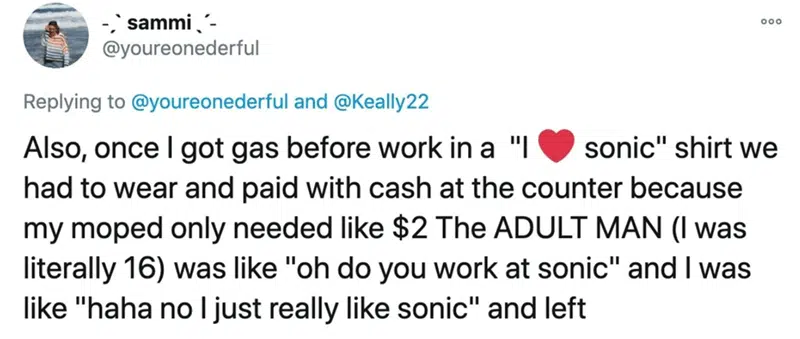 -ˏ` sammi ˎ´-
@youreonederful
Replying to @youreonederful and @Keally22
Also, once I got gas before work in a "I ❤️ sonic" shirt we
had to wear and paid with cash at the counter because
my moped only needed like $2 The ADULT MAN (I was
literally 16) was like "oh do you work at sonic" and I was
like "haha no I just really like sonic" and left